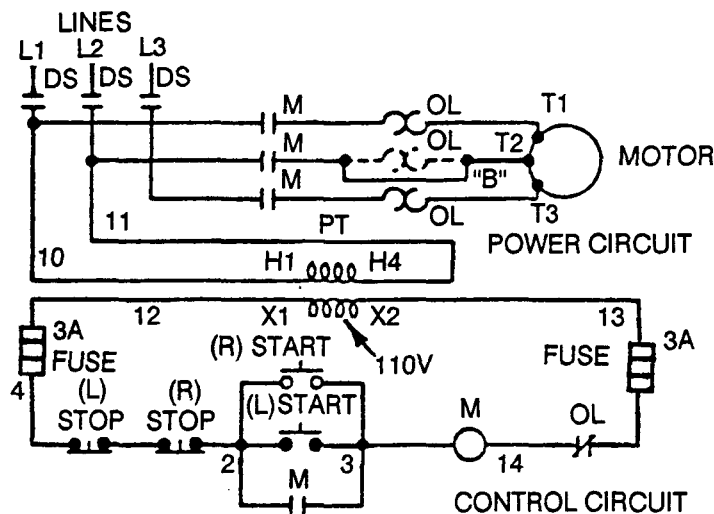 LINES
L1 L2 L3
DS DS DS
M OL T1
M OL T2
MOTOR
M "B"
OL T3
11 PT POWER CIRCUIT
10 H1 H4
12 X1 X2 13
3A
FUSE (R) START 110V FUSE 3A
4 (L) (R) (L) START
STOP STOP M OL
2 3 14
M
CONTROL CIRCUIT